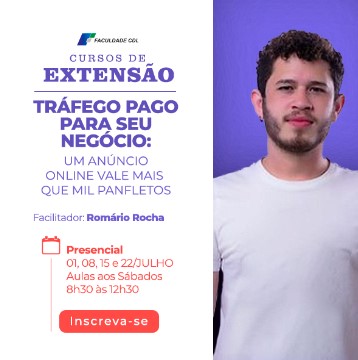 FACULDADE CDL
CURSOS DE
EXTENSÃO
TRÁFEGO PAGO
PARA SEU
NEGÓCIO:
UM ANÚNCIO
ONLINE VALE MAIS
QUE MIL PANFLETOS
Facilitador: Romário Rocha
Presencial
01, 08, 15 e 22/JULHO
Aulas aos Sábados
8h30 às 12h30
Inscreva-se